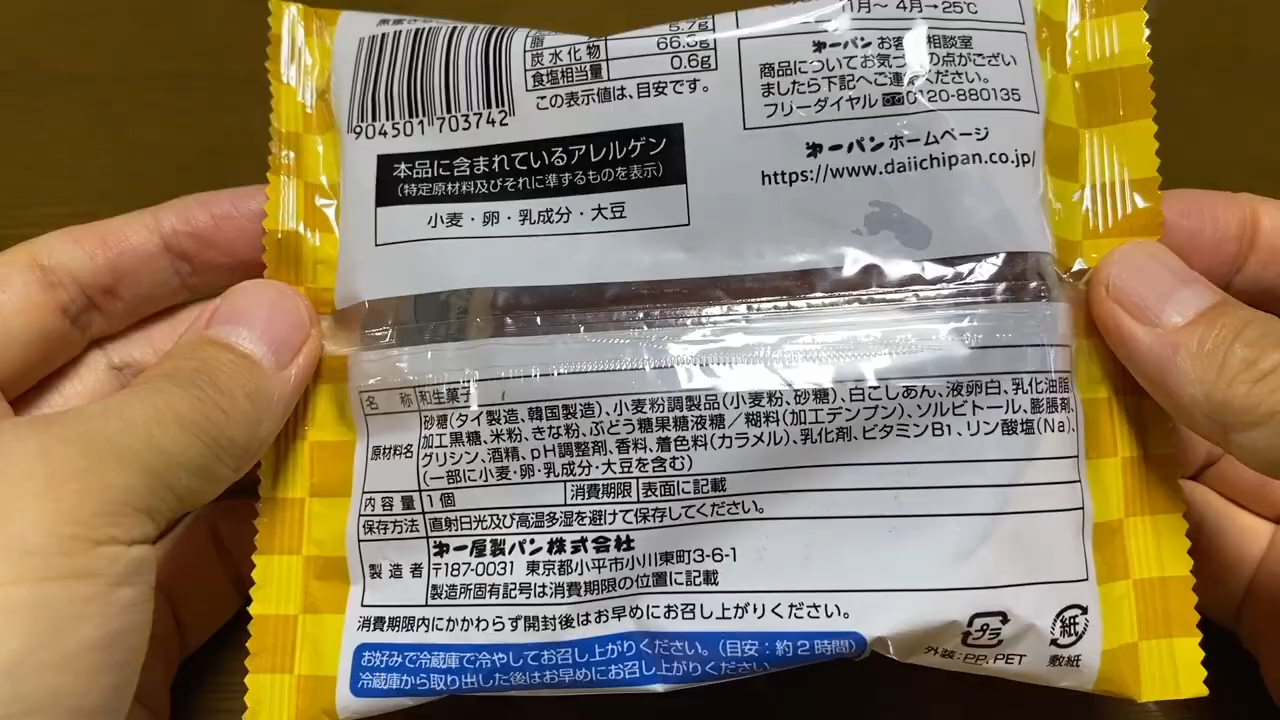 11月〜 4月→25℃
5.7g
脂
炭水化物 66.3g
食塩相当量 0.6g
この表示値は、目安です。
904501 703742
第一パン お客 相談室
商品についてお気づ の点がござい
ましたら下記へご連 ください。
フリーダイヤル 0120-880135
第一パン ホームページ
https://www.daiichipan.co.jp/
本品に含まれているアレルゲン
(特定原材料及びそれに準ずるものを表示)
小麦・卵・乳成分・大豆
名称 和生菓子
原材料名 砂糖(タイ製造、韓国製造)、小麦粉調製品(小麦粉、砂糖)、白こしあん、液卵白、乳化油脂、
加工黒糖、米粉、きな粉、ぶどう糖果糖液糖/糊料(加工デンプン)、ソルビトール、膨脹剤、
グリシン、酒精、pH調整剤、香料、着色料(カラメル)、乳化剤、ビタミンB1、リン酸塩(Na)、
(一部に小麦・卵・乳成分・大豆を含む)
内容量 1個 消費期限 表面に記載
保存方法 直射日光及び高温多湿を避けて保存してください。
製造者 第一屋製パン株式会社
〒187-0031 東京都小平市小川東町3-6-1
製造所固有記号は消費期限の位置に記載
消費期限内にかかわらず開封後はお早めにお召し上がりください。
お好みで冷蔵庫で冷やしてお召し上がりください。(目安:約2時間)
冷蔵庫から取り出した後はお早めにお召し上がりください。
プラ
外装:PP,PET
紙
敷紙